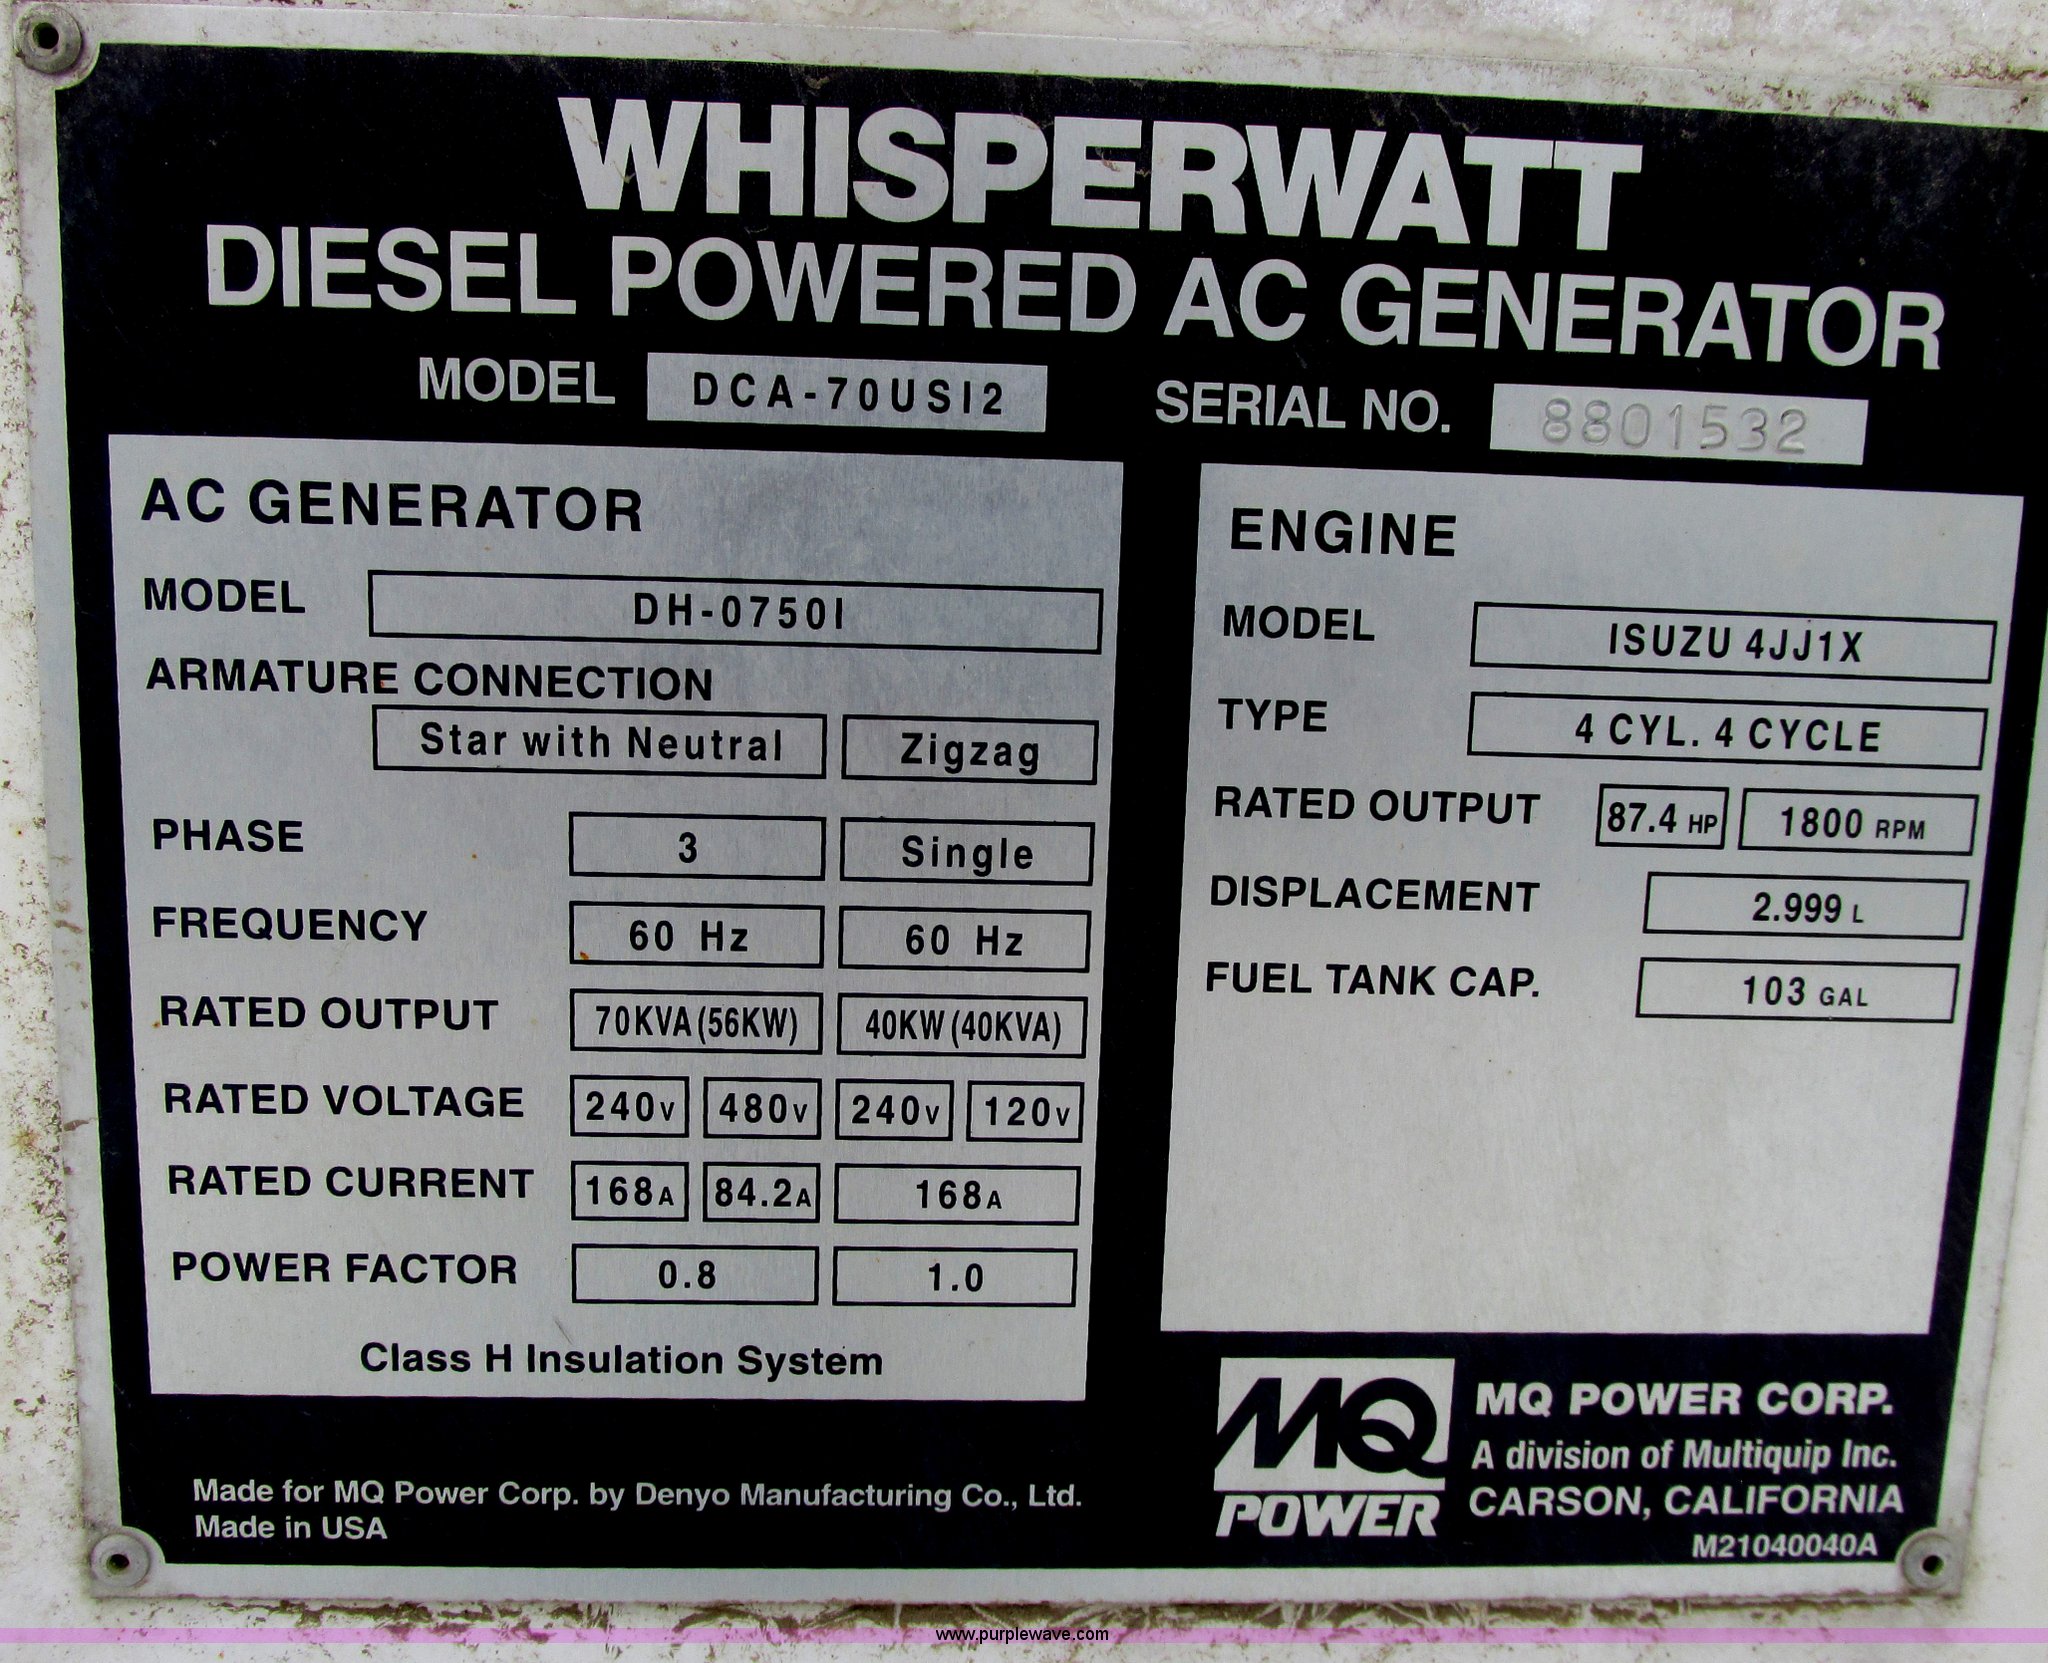 WHISPERWATT
DIESEL POWERED AC GENERATOR
MODEL DCA-70USI2 SERIAL NO. 8801532
AC GENERATOR
MODEL DH-0750I
ARMATURE CONNECTION
Star with Neutral Zigzag
PHASE 3 Single
FREQUENCY 60 Hz 60 Hz
RATED OUTPUT 70KVA(56KW) 40KW(40KVA)
RATED VOLTAGE 240V 480V 240V 120V
RATED CURRENT 168A 84.2A 168A
POWER FACTOR 0.8 1.0
Class H Insulation System
ENGINE
MODEL ISUZU 4JJ1X
TYPE 4 CYL. 4 CYCLE
RATED OUTPUT 87.4 HP 1800 RPM
DISPLACEMENT 2.999 L
FUEL TANK CAP. 103 GAL
Made for MQ Power Corp. by Denyo Manufacturing Co., Ltd.
Made in USA
MQ
POWER
MQ POWER CORP.
A division of Multiquip Inc.
CARSON, CALIFORNIA
M21040040A
www.purplewave.com